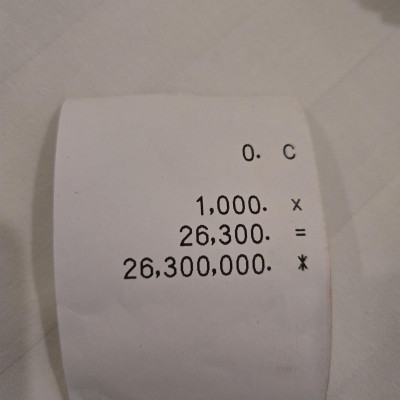 0. C
1,000. x
26,300. =
26,300,000. *